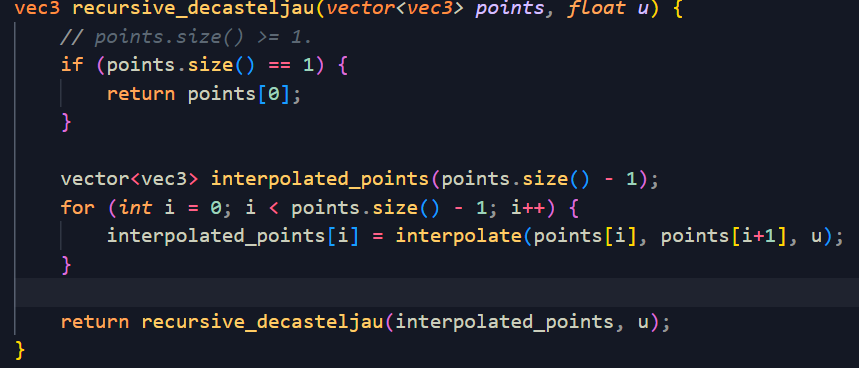 vec3 recursive_decasteljau(vector<vec3> points, float u) {
    // points.size() >= 1.
    if (points.size() == 1) {
        return points[0];
    }

    vector<vec3> interpolated_points(points.size() - 1);
    for (int i = 0; i < points.size() - 1; i++) {
        interpolated_points[i] = interpolate(points[i], points[i+1], u);
    }

    return recursive_decasteljau(interpolated_points, u);
}